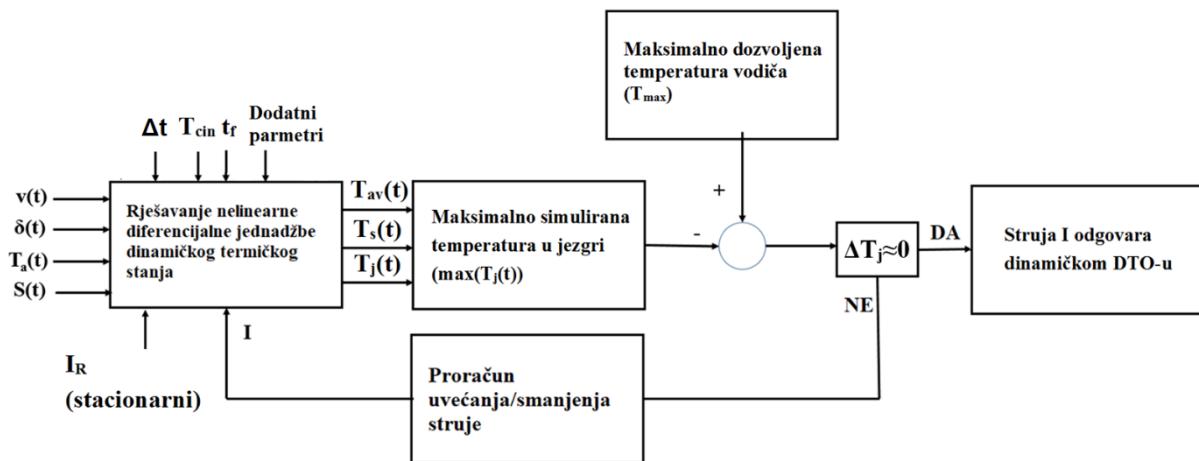 Maksimalno dozvoljena
temperatura vodiča
(Tmax)
Δt Tcin tf Dodatni
parmetri
v(t)
δ(t)
Ta(t)
S(t)
Rješavanje nelinearne
diferencijalne jednadžbe
dinamičkog termičkog
stanja
Tav(t)
Ts(t)
Tj(t)
Maksimalno simulirana
temperatura u jezgri
(max(Tj(t))
+
-
ΔTj≈0
DA
NE
Struja I odgovara
dinamičkom DTO-u
I
IR
(stacionarni)
Proračun
uvećanja/smanjenja
struje